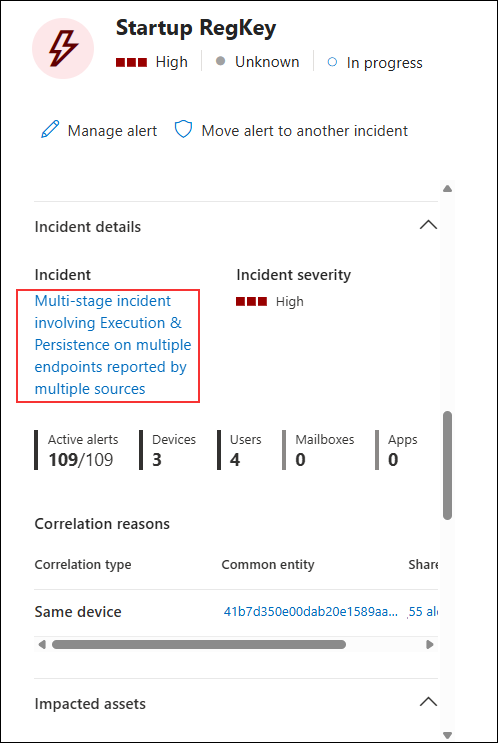 Startup RegKey
High Unknown In progress
Manage alert Move alert to another incident
Incident details
Incident Incident severity
Multi-stage incident High
involving Execution &
Persistence on multiple
endpoints reported by
multiple sources
Active alerts Devices Users Mailboxes Apps
109/109 3 4 0 0
Correlation reasons
Correlation type Common entity Share
Same device 41b7d350e00dab20e1589aa... 55 al
Impacted assets